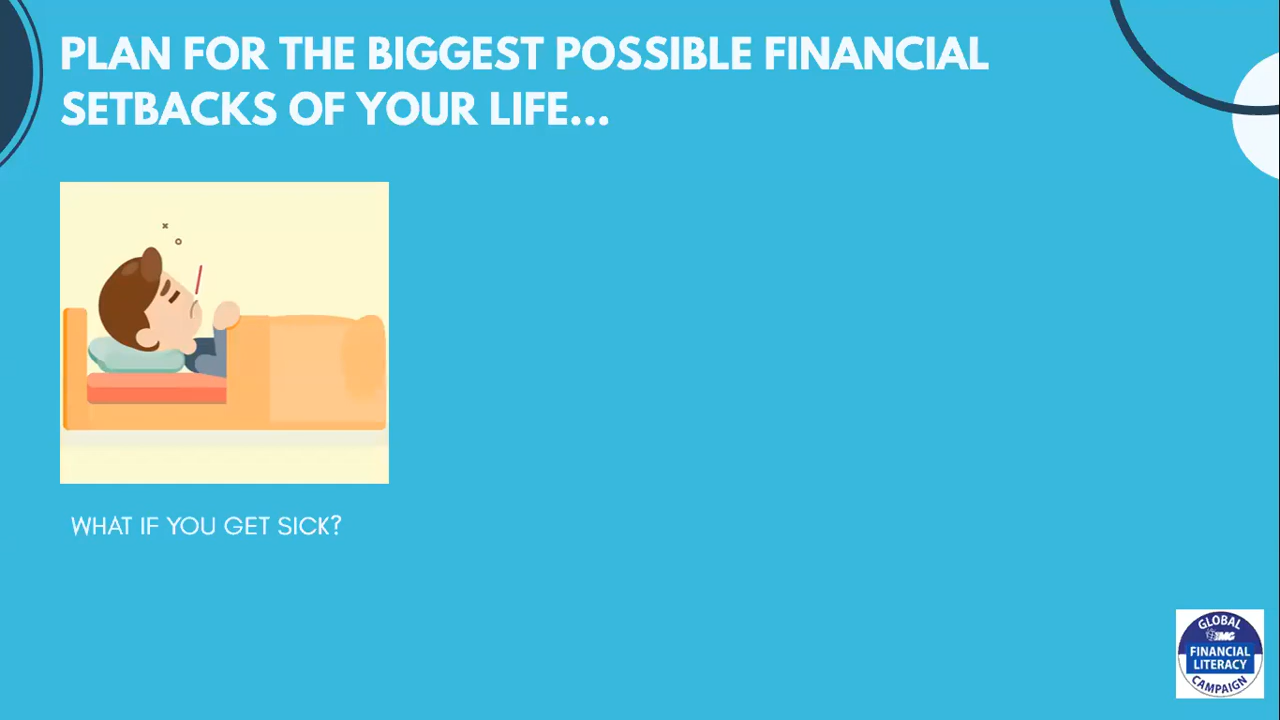 PLAN FOR THE BIGGEST POSSIBLE FINANCIAL
SETBACKS OF YOUR LIFE...
WHAT IF YOU GET SICK?
GLOBAL
IMG
FINANCIAL
LITERACY
CAMPAIGN